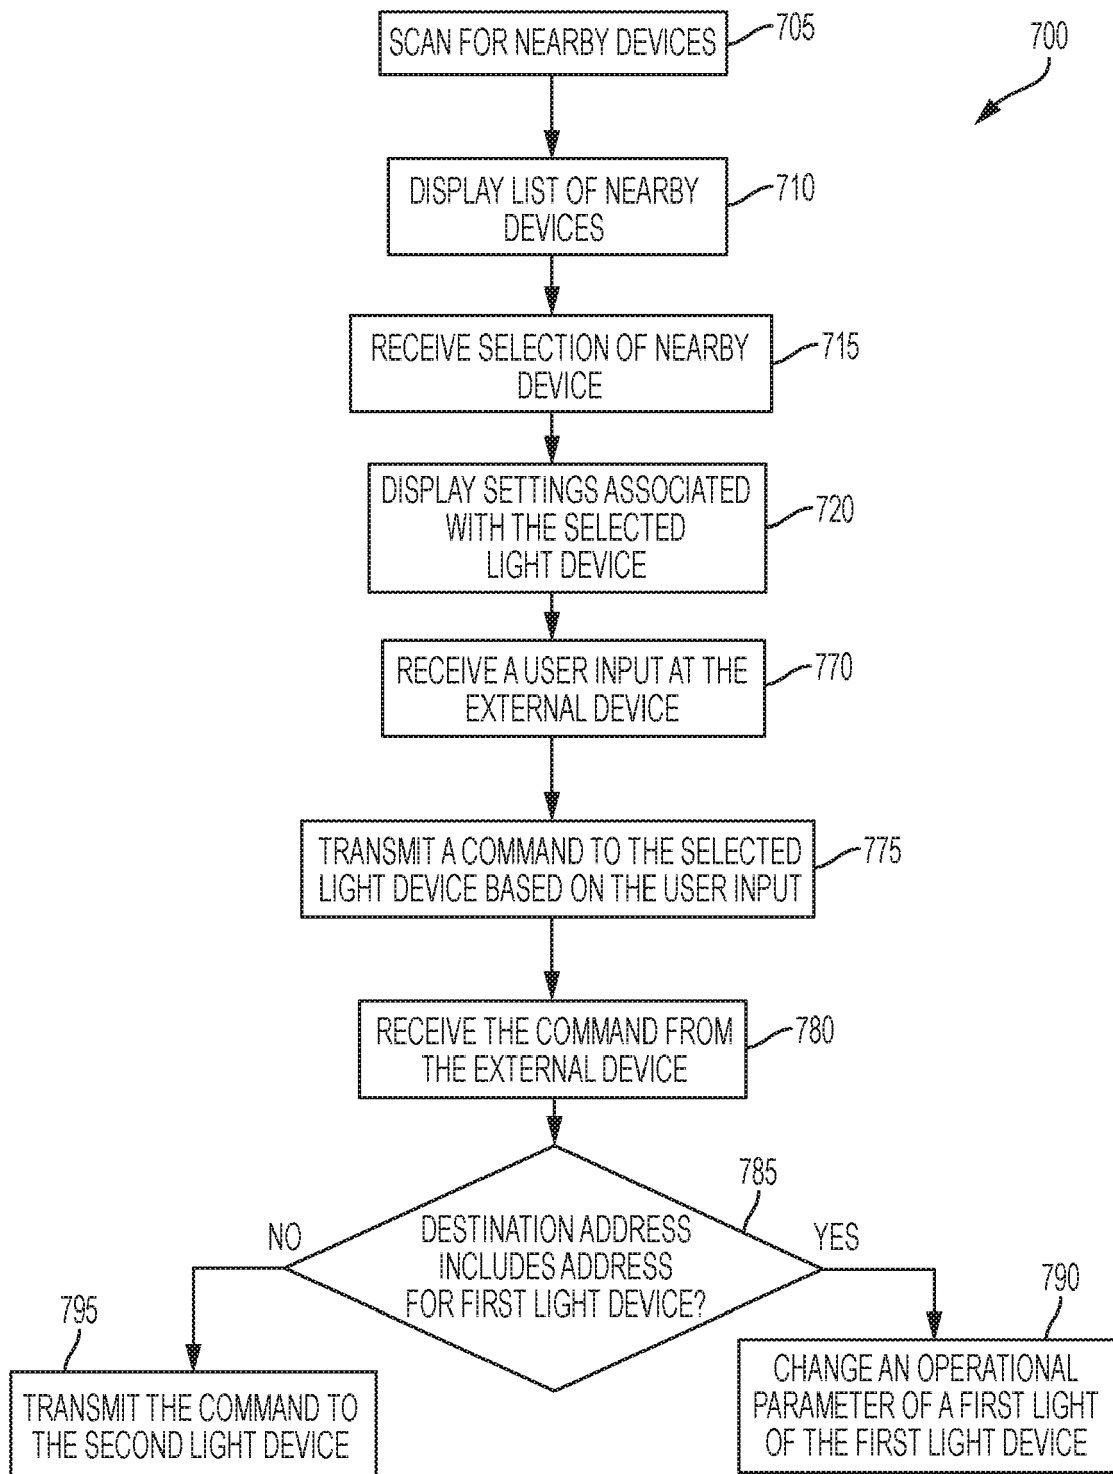 SCAN FOR NEARBY DEVICES
705
700
DISPLAY LIST OF NEARBY
DEVICES
710
RECEIVE SELECTION OF NEARBY
DEVICE
715
DISPLAY SETTINGS ASSOCIATED
WITH THE SELECTED
LIGHT DEVICE
720
RECEIVE A USER INPUT AT THE
EXTERNAL DEVICE
770
TRANSMIT A COMMAND TO THE SELECTED
LIGHT DEVICE BASED ON THE USER INPUT
775
RECEIVE THE COMMAND FROM
THE EXTERNAL DEVICE
780
785
DESTINATION ADDRESS
INCLUDES ADDRESS
FOR FIRST LIGHT DEVICE?
NO
YES
795
TRANSMIT THE COMMAND TO
THE SECOND LIGHT DEVICE
790
CHANGE AN OPERATIONAL
PARAMETER OF A FIRST LIGHT
OF THE FIRST LIGHT DEVICE